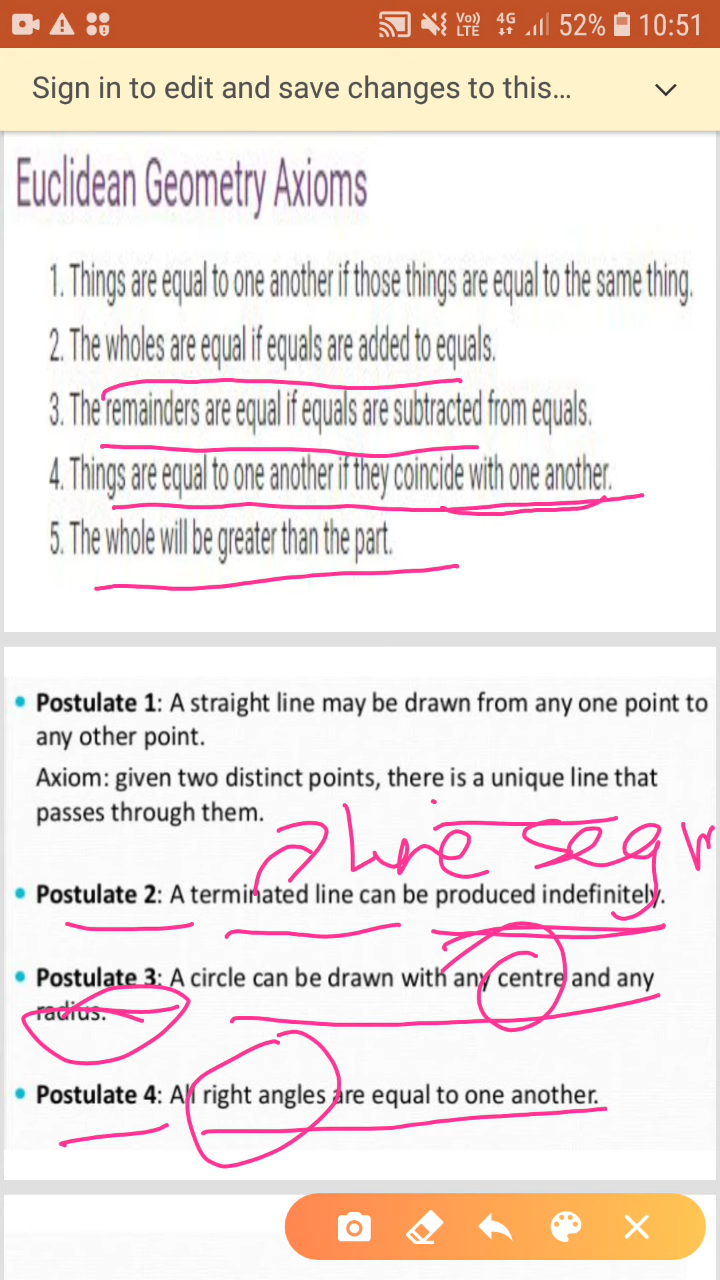 Vo)) 4G 52% 10:51
LTE
Sign in to edit and save changes to this...
Euclidean Geometry Axioms
1. Things are equal to one another if those things are equal to the same thing.
2. The wholes are equal if equals are added to equals.
3. The remainders are equal if equals are subtracted from equals.
4. Things are equal to one another if they coincide with one another.
5. The whole will be greater than the part.
• Postulate 1: A straight line may be drawn from any one point to
any other point.
Axiom: given two distinct points, there is a unique line that
passes through them.
line seg
• Postulate 2: A terminated line can be produced indefinitely.
• Postulate 3: A circle can be drawn with any centre and any
radius.
• Postulate 4: All right angles are equal to one another.